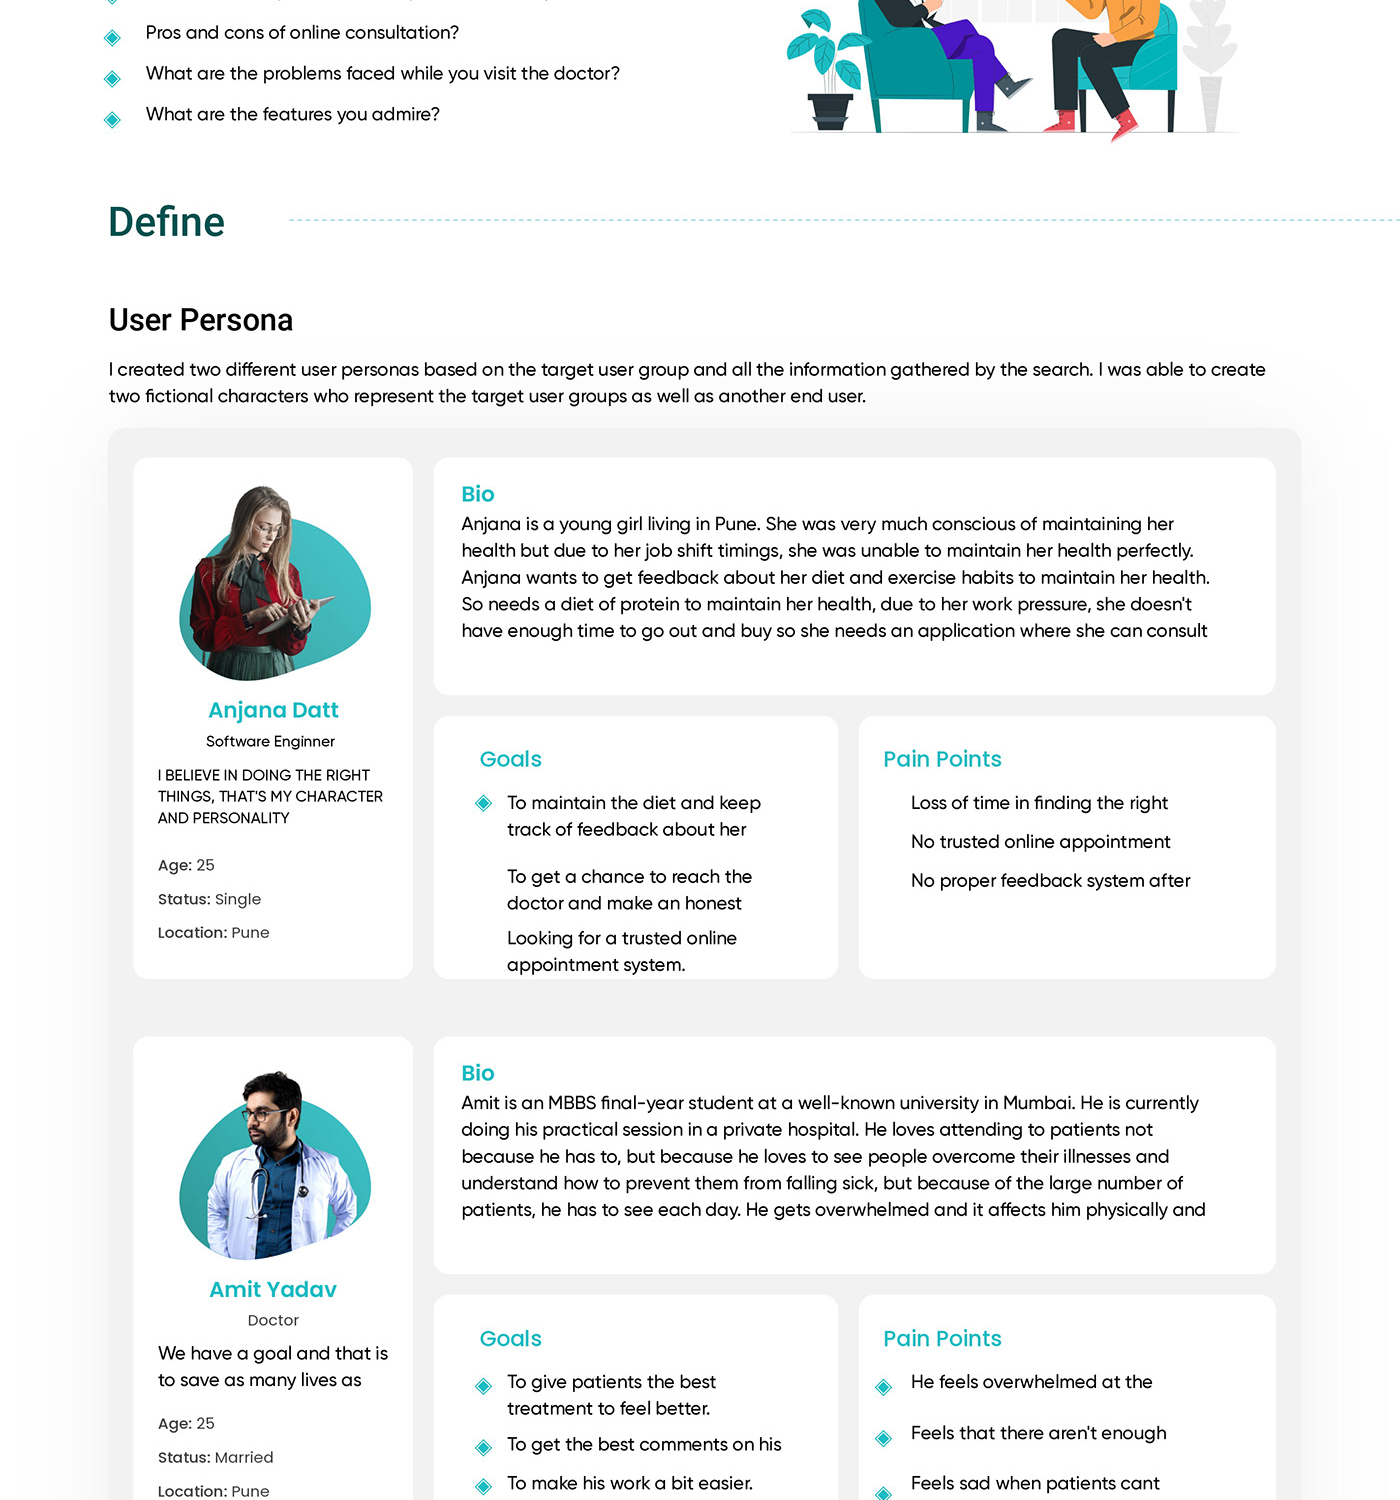 Pros and cons of online consultation?
What are the problems faced while you visit the doctor?
What are the features you admire?
Define
User Persona
I created two different user personas based on the target user group and all the information gathered by the search. I was able to create
two fictional characters who represent the target user groups as well as another end user.
Bio
Anjana is a young girl living in Pune. She was very much conscious of maintaining her
health but due to her job shift timings, she was unable to maintain her health perfectly.
Anjana wants to get feedback about her diet and exercise habits to maintain her health.
So needs a diet of protein to maintain her health, due to her work pressure, she doesn't
have enough time to go out and buy so she needs an application where she can consult
Anjana Datt
Software Enginner
I BELIEVE IN DOING THE RIGHT
THINGS, THAT'S MY CHARACTER
AND PERSONALITY
Age: 25
Status: Single
Location: Pune
Goals
To maintain the diet and keep
track of feedback about her
To get a chance to reach the
doctor and make an honest
Looking for a trusted online
appointment system.
Pain Points
Loss of time in finding the right
No trusted online appointment
No proper feedback system after
Bio
Amit is an MBBS final-year student at a well-known university in Mumbai. He is currently
doing his practical session in a private hospital. He loves attending to patients not
because he has to, but because he loves to see people overcome their illnesses and
understand how to prevent them from falling sick, but because of the large number of
patients, he has to see each day. He gets overwhelmed and it affects him physically and
Amit Yadav
Doctor
We have a goal and that is
to save as many lives as
Age: 25
Status: Married
Location: Pune
Goals
To give patients the best
treatment to feel better.
To get the best comments on his
To make his work a bit easier.
Pain Points
He feels overwhelmed at the
Feels that there aren't enough
Feels sad when patients cant